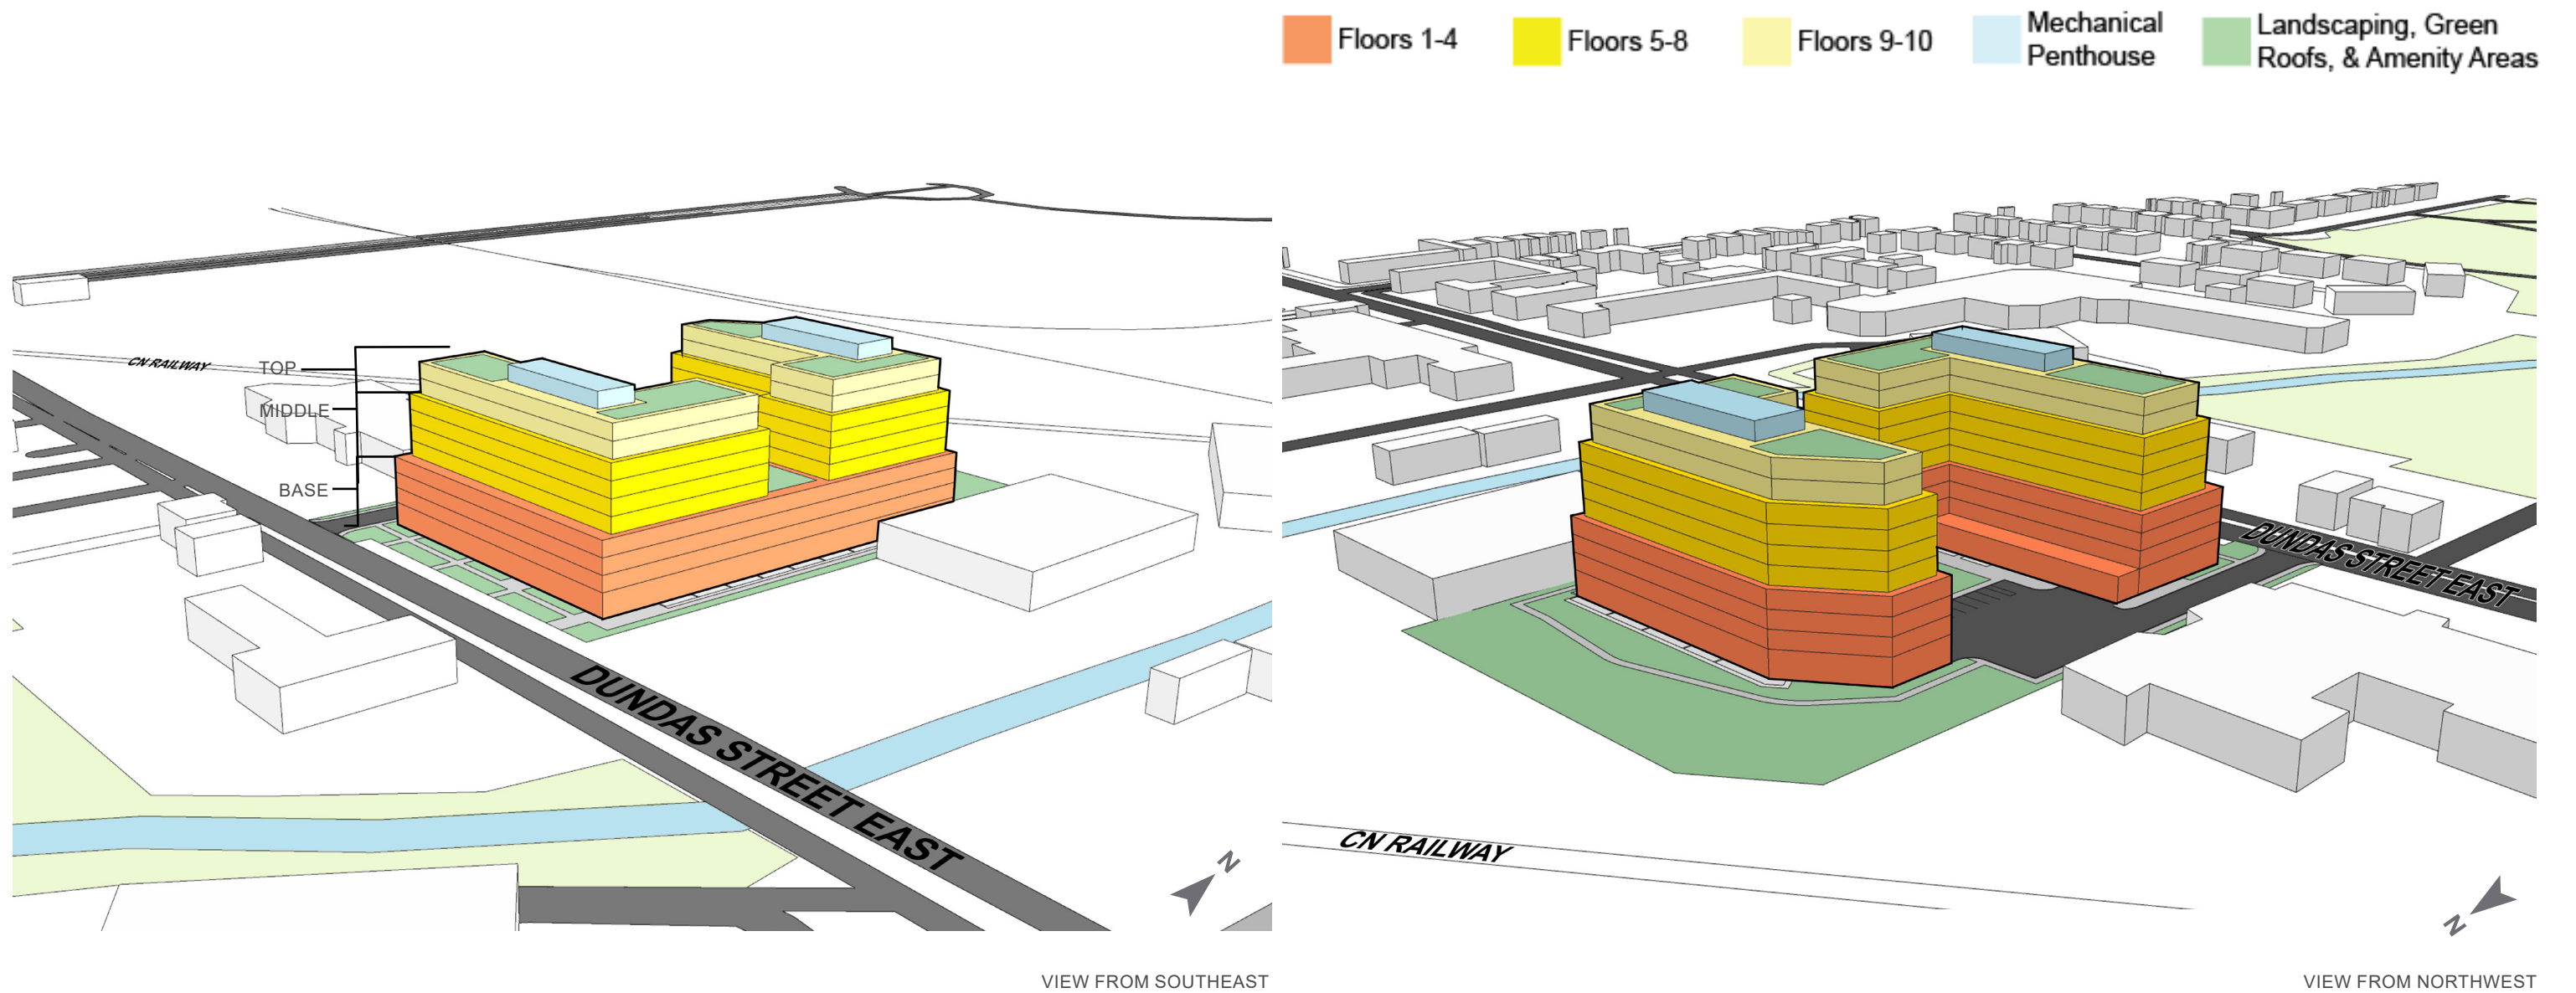 Floors 1-4
Floors 5-8
Floors 9-10
Mechanical
Penthouse
Landscaping, Green
Roofs, & Amenity Areas
CN RAILWAY
TOP
MIDDLE
BASE
DUNDAS STREET EAST
N
VIEW FROM SOUTHEAST
DUNDAS STREET EAST
CN RAILWAY
N
VIEW FROM NORTHWEST